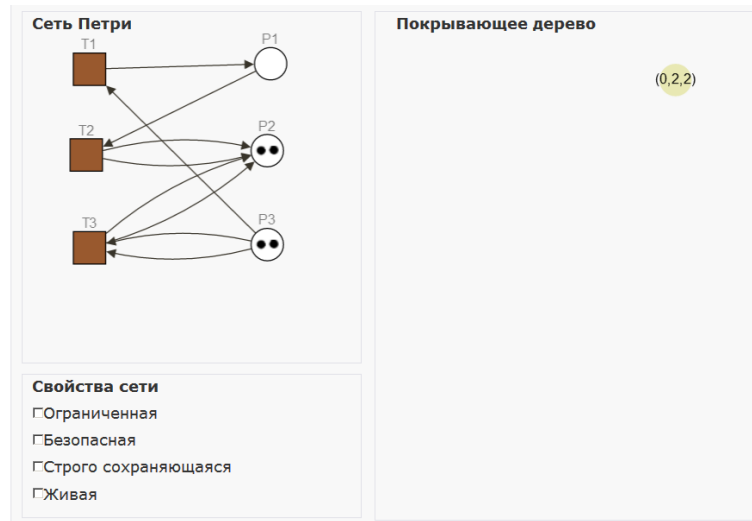 Сеть Петри
T1
P1
T2
P2
T3
P3
Свойства сети
Ограниченная
Безопасная
Строго сохраняющаяся
Живая
Покрывающее дерево
(0,2,2)